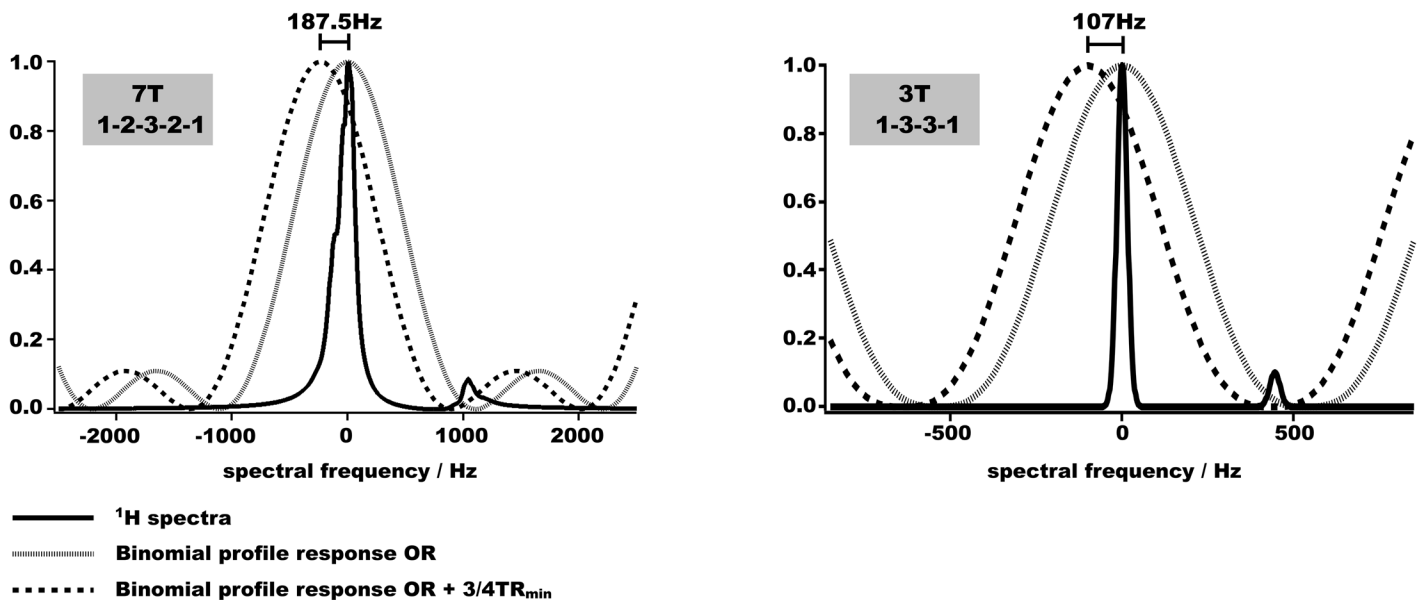 187.5Hz
1.0
0.8
0.6
0.4
0.2
0.0
7T
1-2-3-2-1
-2000
-1000
0
1000
2000
spectral frequency / Hz
107Hz
1.0
0.8
0.6
0.4
0.2
0.0
3T
1-3-3-1
-500
0
500
spectral frequency / Hz
¹H spectra
Binomial profile response OR
Binomial profile response OR + 3/4TRmin